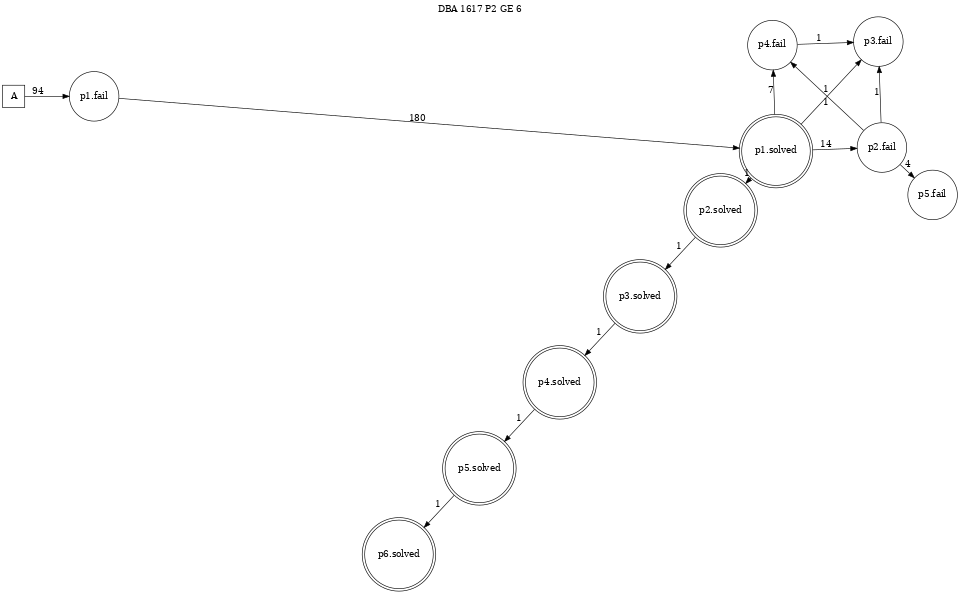 DBA 1617 P2 GE 6
p4.fail
1
p3.fail
A
94
p1.fail
7
1
1
1
180
p1.solved
14
p2.fail
4
p5.fail
1
p2.solved
1
p3.solved
1
p4.solved
1
p5.solved
1
p6.solved